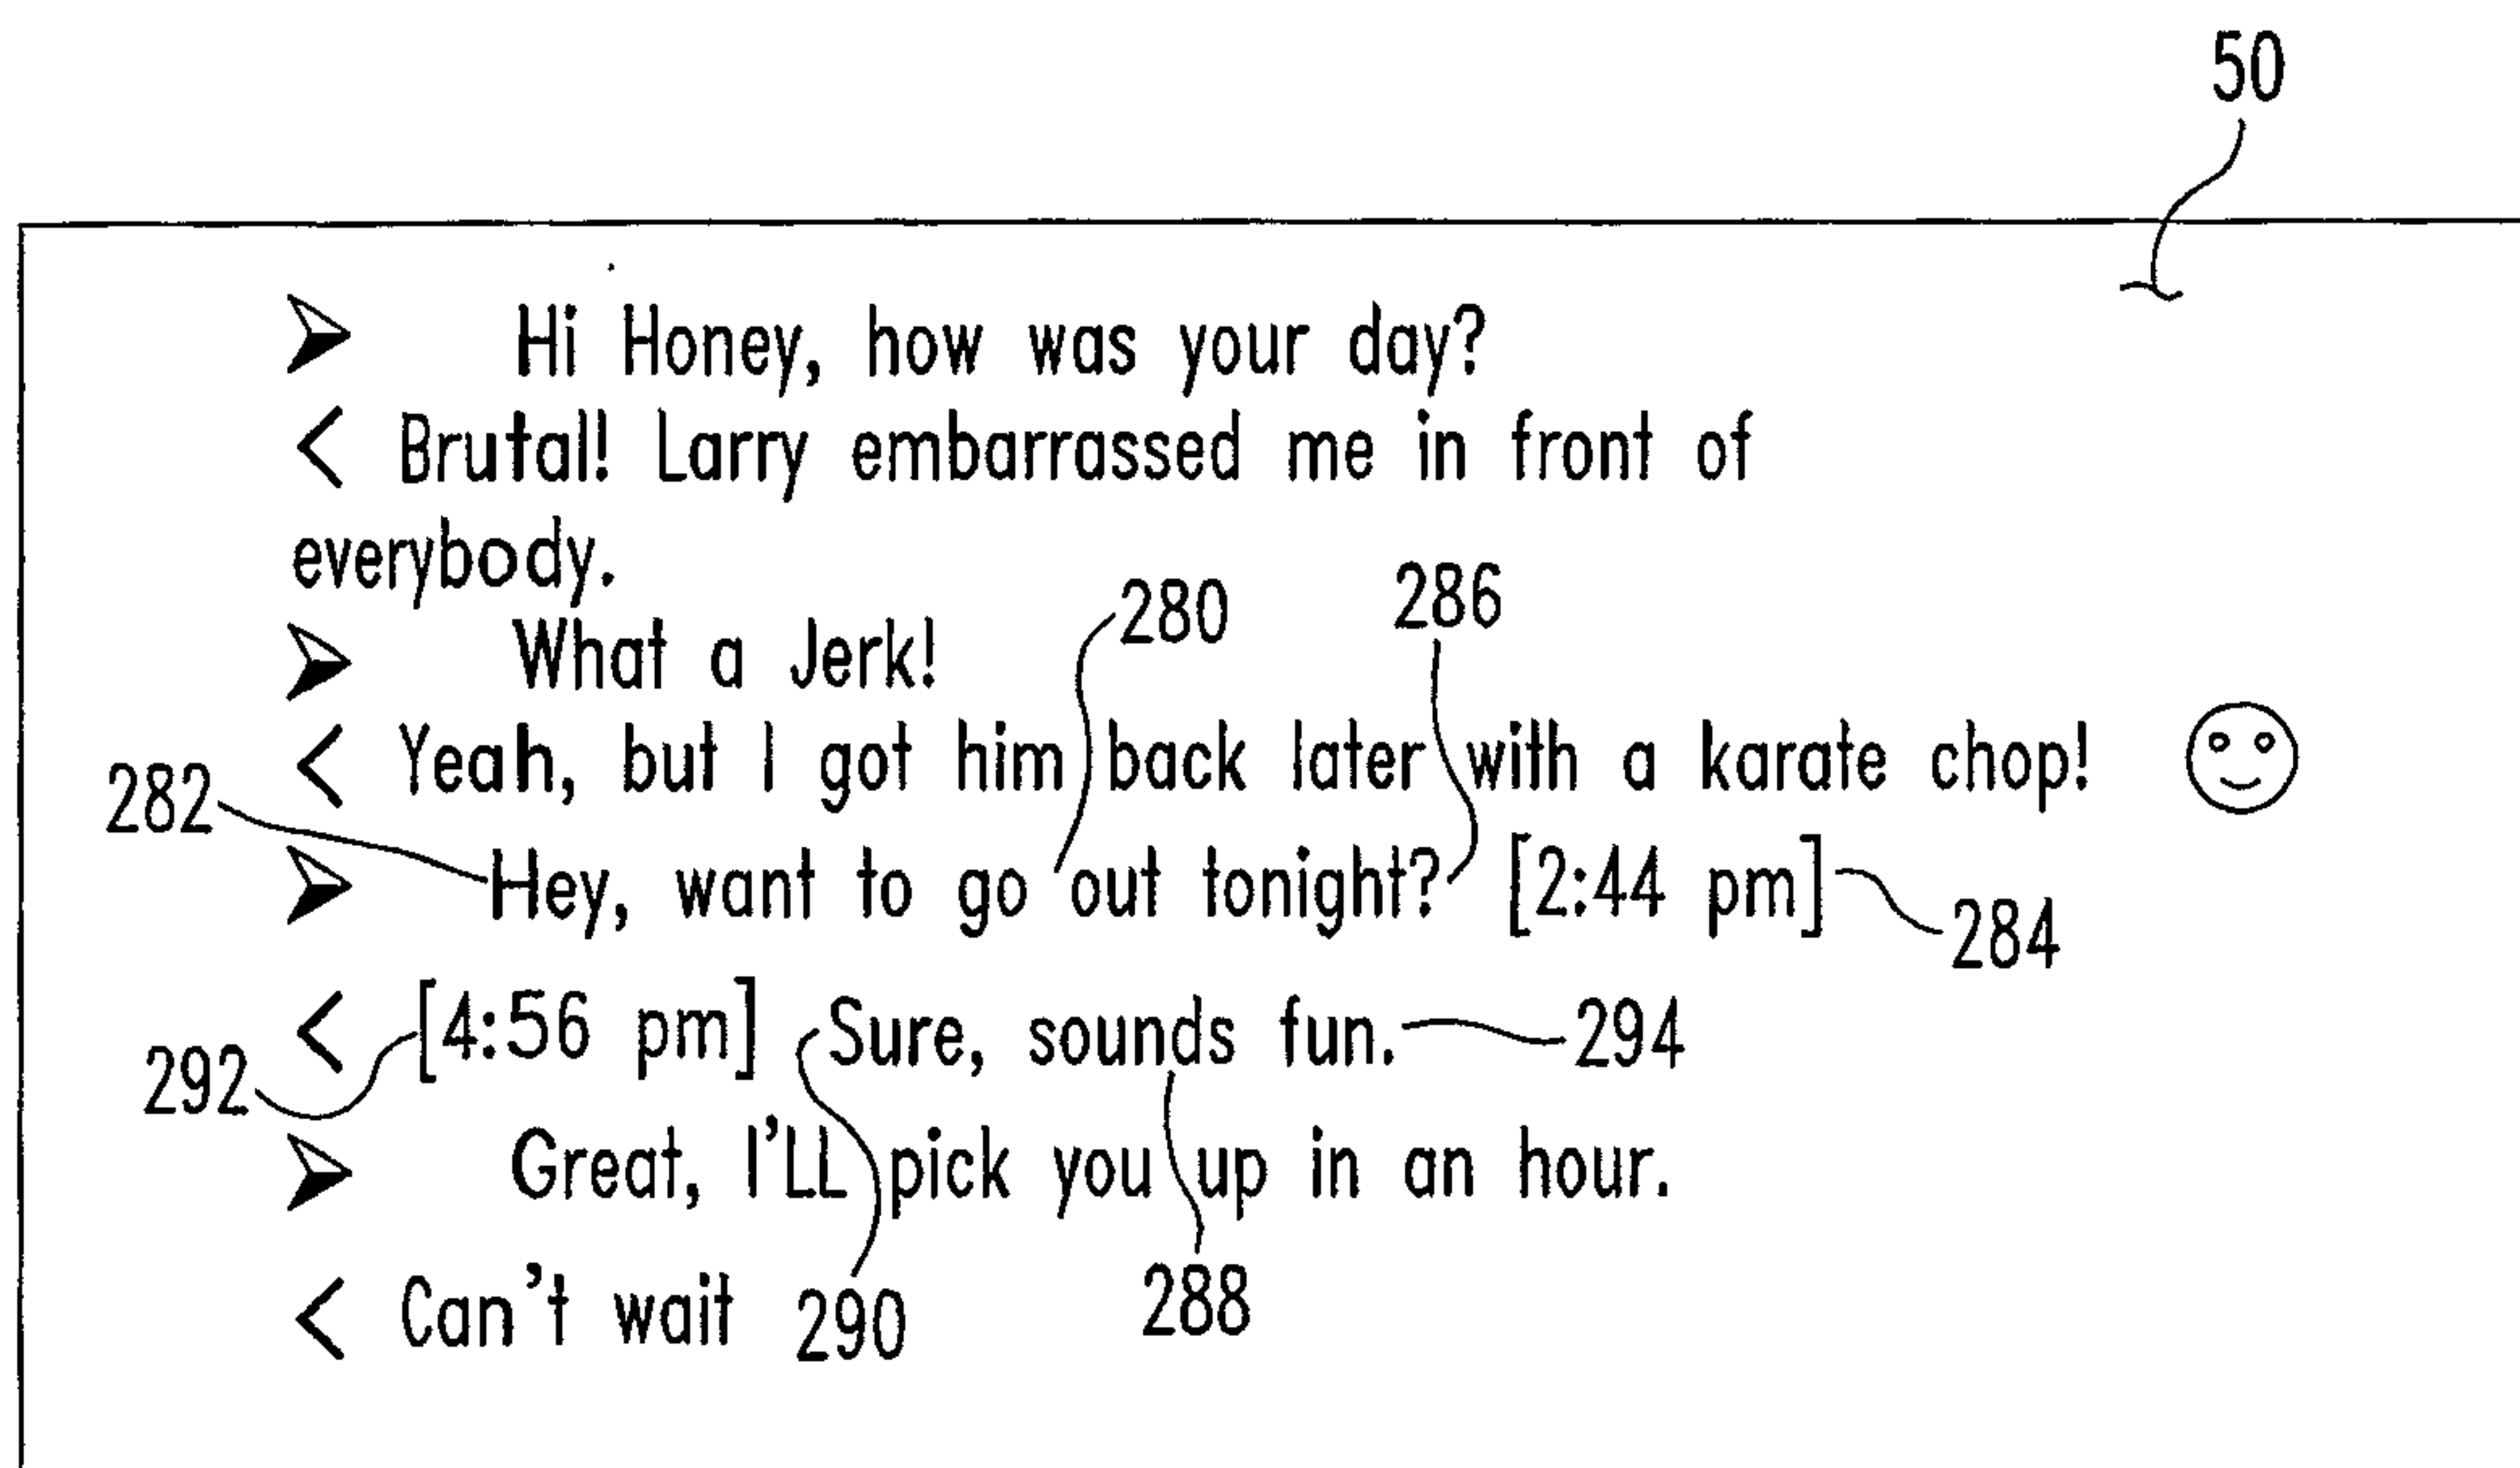 50
➢ Hi Honey, how was your day?
< Brutal! Larry embarrassed me in front of
everybody.
280 286
➢ What a Jerk!
< Yeah, but I got him back later with a karate chop! ☺
282
➢ Hey, want to go out tonight? [2:44 pm]
284
< [4:56 pm] Sure, sounds fun. 294
292
➢ Great, I'LL pick you up in an hour.
< Can't wait 290 288